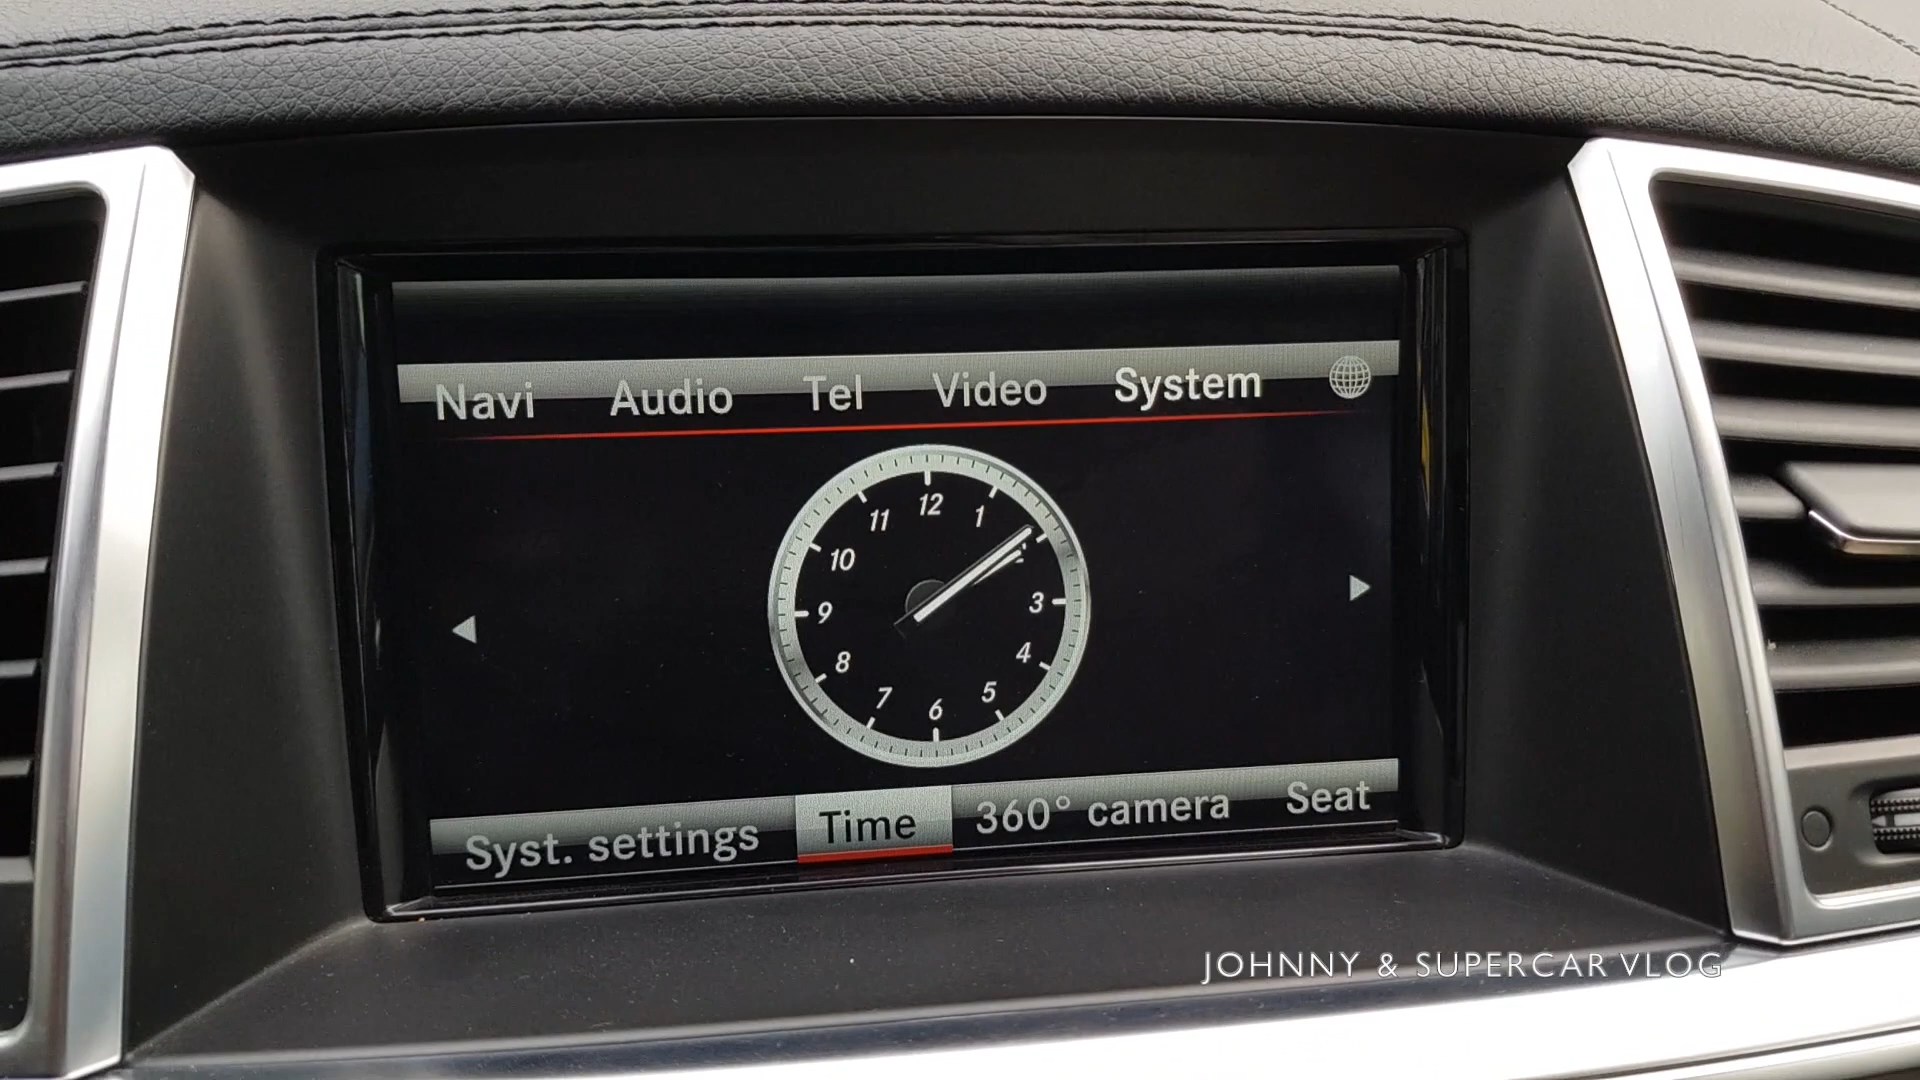 Navi Audio Tel Video System
12
11 1
10
9 3
8 4
7 5
6
Syst. settings Time 360° camera Seat
JOHNNY & SUPERCAR VLOG